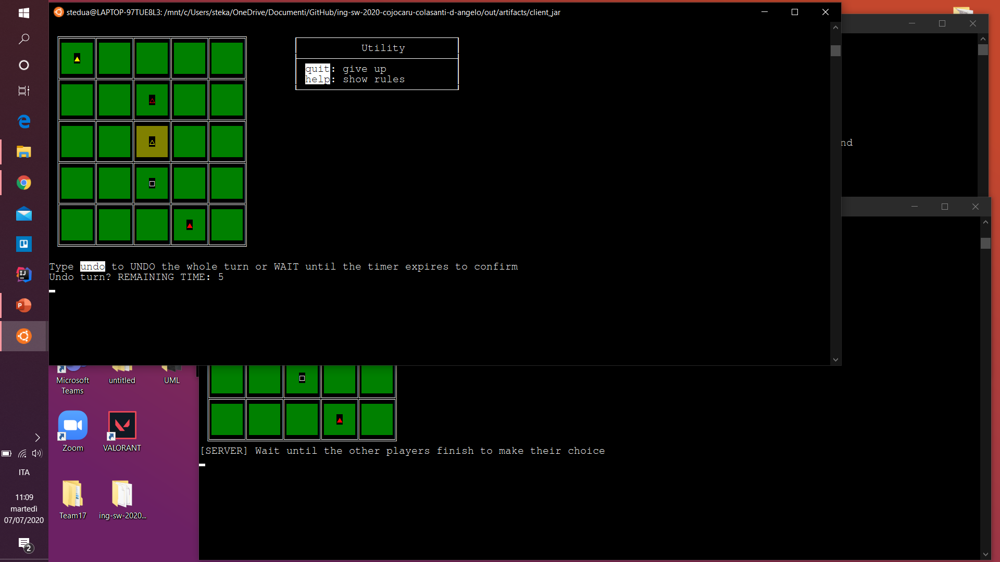 stedua@LAPTOP-97TUE8L3: /mnt/c/Users/steka/OneDrive/Documenti/GitHub/ing-sw-2020-cojocaru-colasanti-d-angelo/out/artifacts/client_jar
Utility
quit: give up
help: show rules
nd
Type undo to UNDO the whole turn or WAIT until the timer expires to confirm
Undo turn? REMAINING TIME: 5
Microsoft Teams
untitled
UML
Zoom
VALORANT
[SERVER] Wait until the other players finish to make their choice
Team17
ing-sw-2020...
IJ
P
ITA
11:09
martedì
07/07/2020
2